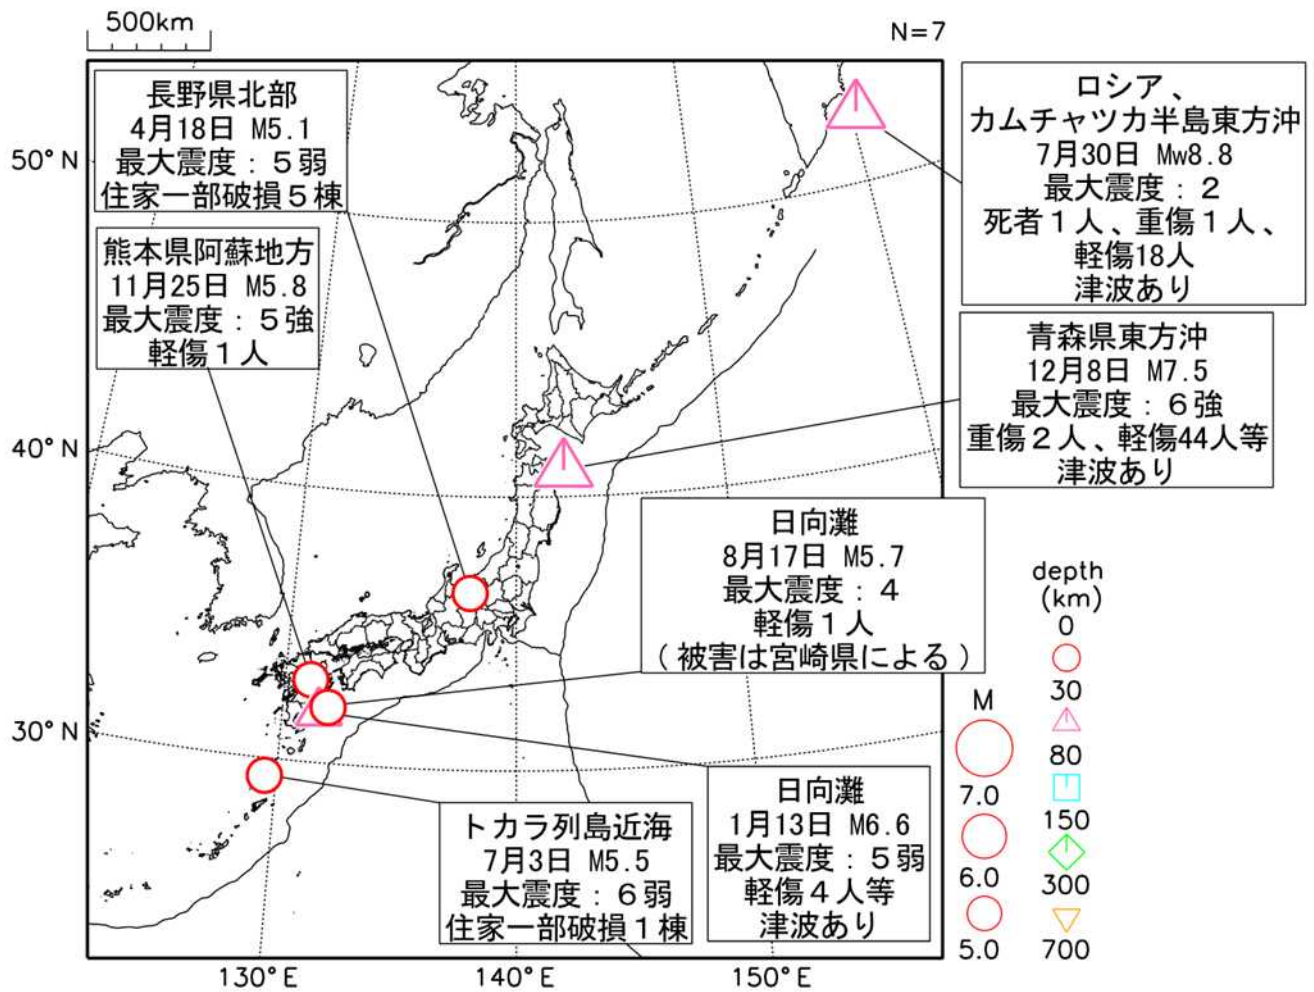 500km
N=7
長野県北部
4月18日 M5.1
最大震度：５弱
住家一部破損５棟
熊本県阿蘇地方
11月25日 M5.8
最大震度：５強
軽傷１人
ロシア、
カムチャツカ半島東方沖
7月30日 Mw8.8
最大震度：２
死者１人、重傷１人、
軽傷18人
津波あり
青森県東方沖
12月8日 M7.5
最大震度：６強
重傷２人、軽傷44人等
津波あり
日向灘
8月17日 M5.7
最大震度：４
軽傷１人
（被害は宮崎県による）
日向灘
1月13日 M6.6
最大震度：５弱
軽傷４人等
津波あり
トカラ列島近海
7月3日 M5.5
最大震度：６弱
住家一部破損１棟
50°N
40°N
30°N
130°E
140°E
150°E
M
7.0
6.0
5.0
depth
(km)
0
30
80
150
300
700